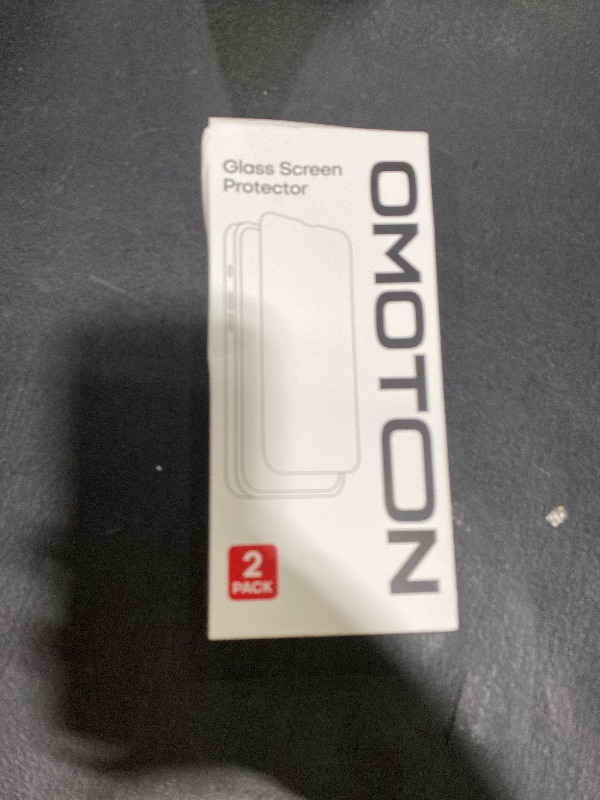 Glass Screen
Protector
OMOTON
2
PACK